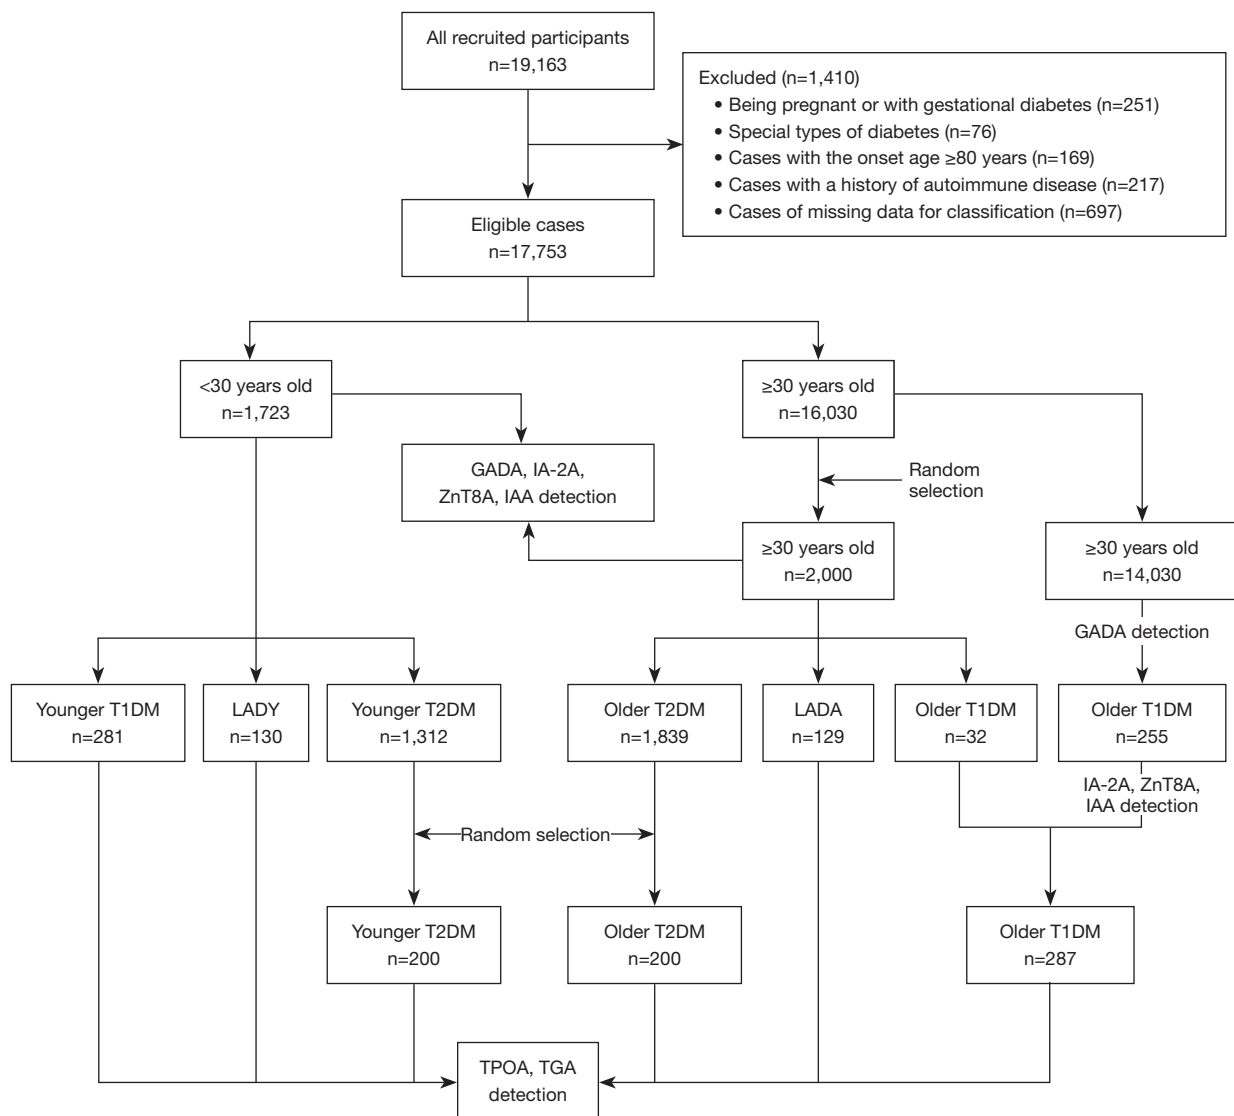 All recruited participants
n=19,163
Excluded (n=1,410)
• Being pregnant or with gestational diabetes (n=251)
• Special types of diabetes (n=76)
• Cases with the onset age ≥80 years (n=169)
• Cases with a history of autoimmune disease (n=217)
• Cases of missing data for classification (n=697)
Eligible cases
n=17,753
<30 years old
n=1,723
≥30 years old
n=16,030
GADA, IA-2A,
ZnT8A, IAA detection
Random
selection
≥30 years old
n=2,000
≥30 years old
n=14,030
GADA detection
Younger T1DM
n=281
LADY
n=130
Younger T2DM
n=1,312
Older T2DM
n=1,839
LADA
n=129
Older T1DM
n=32
Older T1DM
n=255
IA-2A, ZnT8A,
IAA detection
Random selection
Younger T2DM
n=200
Older T2DM
n=200
Older T1DM
n=287
TPOA, TGA
detection